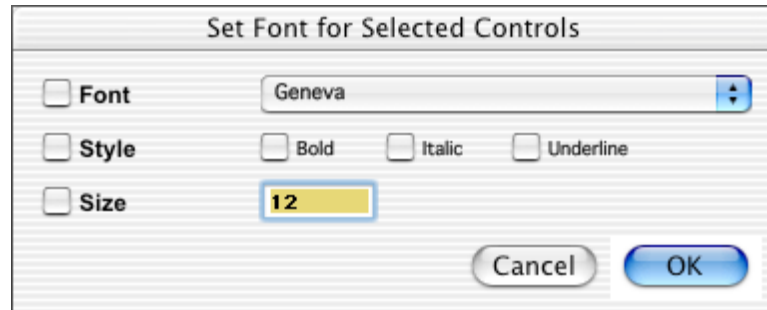 Set Font for Selected Controls
Font Geneva
Style Bold Italic Underline
Size 12
Cancel OK